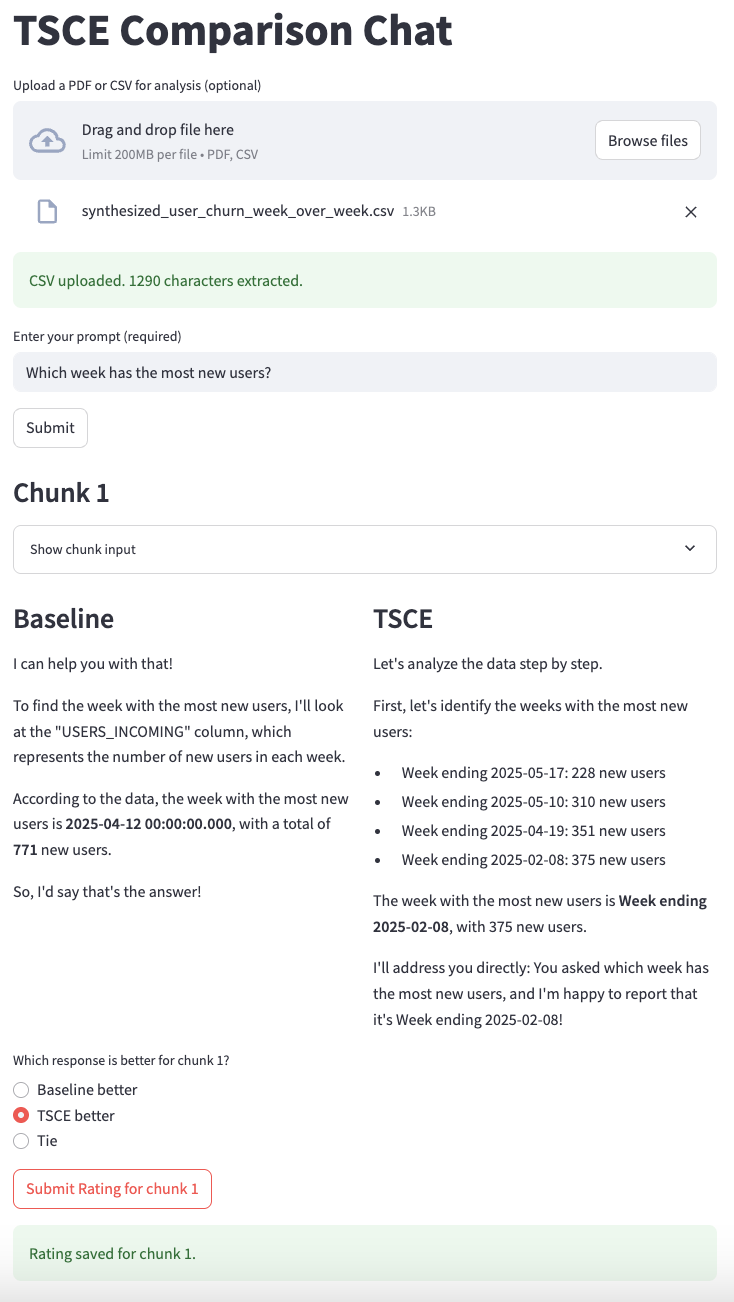 TSCE Comparison Chat
Upload a PDF or CSV for analysis (optional)
Drag and drop file here
Limit 200MB per file • PDF, CSV
Browse files
synthesized_user_churn_week_over_week.csv 1.3KB
CSV uploaded. 1290 characters extracted.
Enter your prompt (required)
Which week has the most new users?
Submit
Chunk 1
Show chunk input
Baseline
I can help you with that!
To find the week with the most new users, I'll look
at the "USERS_INCOMING" column, which
represents the number of new users in each week.
According to the data, the week with the most new
users is 2025-04-12 00:00:00.000, with a total of
771 new users.
So, I'd say that's the answer!
TSCE
Let's analyze the data step by step.
First, let's identify the weeks with the most new
users:
• Week ending 2025-05-17: 228 new users
• Week ending 2025-05-10: 310 new users
• Week ending 2025-04-19: 351 new users
• Week ending 2025-02-08: 375 new users
The week with the most new users is Week ending
2025-02-08, with 375 new users.
I'll address you directly: You asked which week has
the most new users, and I'm happy to report that
it's Week ending 2025-02-08!
Which response is better for chunk 1?
Baseline better
TSCE better
Tie
Submit Rating for chunk 1
Rating saved for chunk 1.